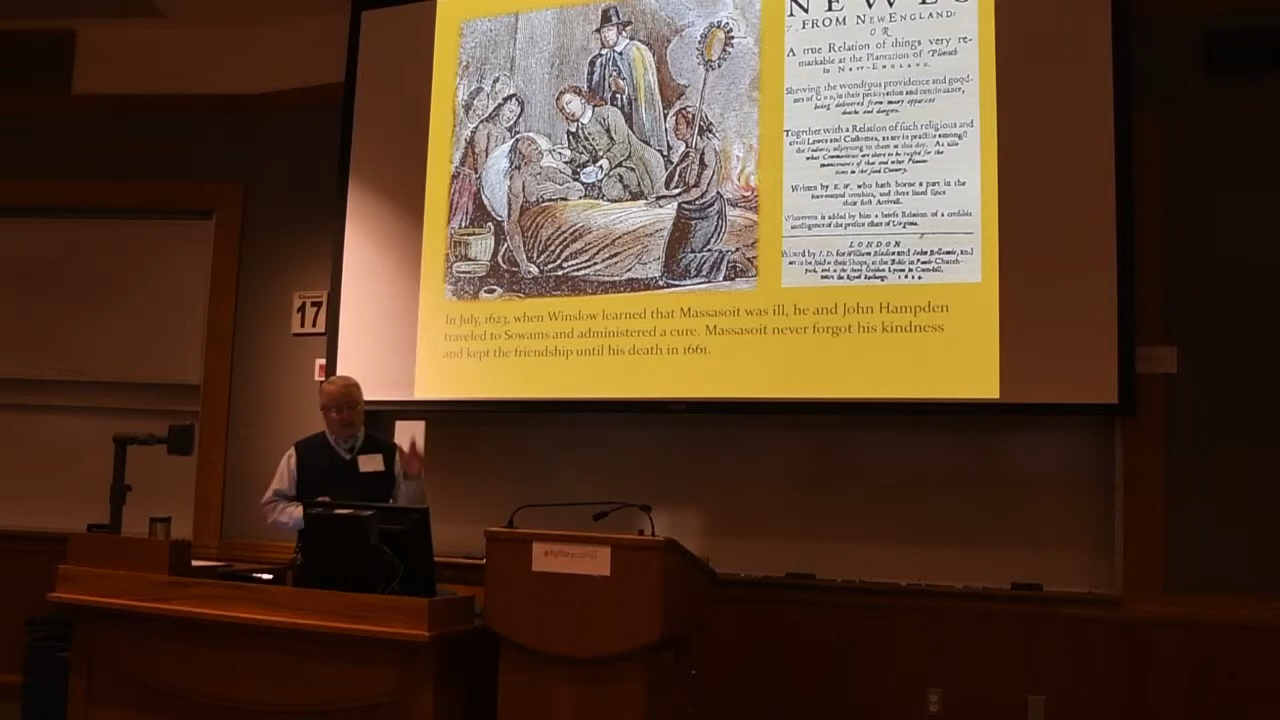 NEWES
FROM NEW ENGLAND:
OR
A true Relation of things very re-
markable at the Plantation of Plimoth
in NEW-ENGLAND.
Shewing the wondrous providence and good-
nes of GOD, in their preservation and continuance,
being delivered from many apparant
deaths and dangers.
Together with a Relation of such religious and
civill Lawes and Customes, as are in practise amongst
the Indians, adjoyning to them at this day. As also
what Commodities are there to be raysed for the
maintenance of that and other Planta-
tions in the said Country.
Written by E. W. who hath borne a part in the
fore-named troubles, and there lived since
their first Arrivall.
Whereunto is added by him a briefe Relation of a credible
intelligence of the present estate of Virginia.
LONDON
Printed by I. D. for William Bladen and John Bellamie, and
are to be sold at their Shops, at the Bible in Pauls Church-
yard, and at the three Golden Lyons in Corn-hill,
neere the Royall Exchange. 1624
In July, 1623, when Winslow learned that Massasoit was ill, he and John Hampden
traveled to Sowams and administered a cure. Massasoit never forgot his kindness
and kept the friendship until his death in 1661.
Channel
17
#historycamp